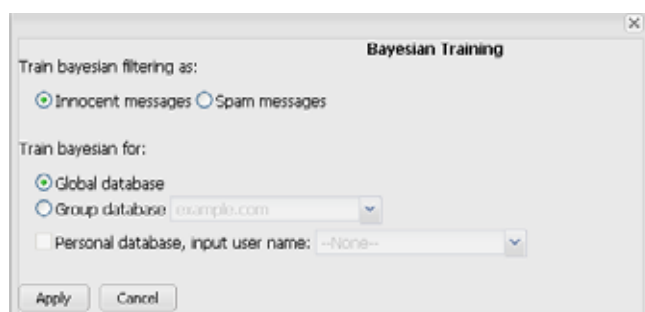 Bayesian Training
Train bayesian filtering as:
Innocent messages Spam messages
Train bayesian for:
Global database
Group database example.com
Personal database, input user name: --None--
Apply Cancel